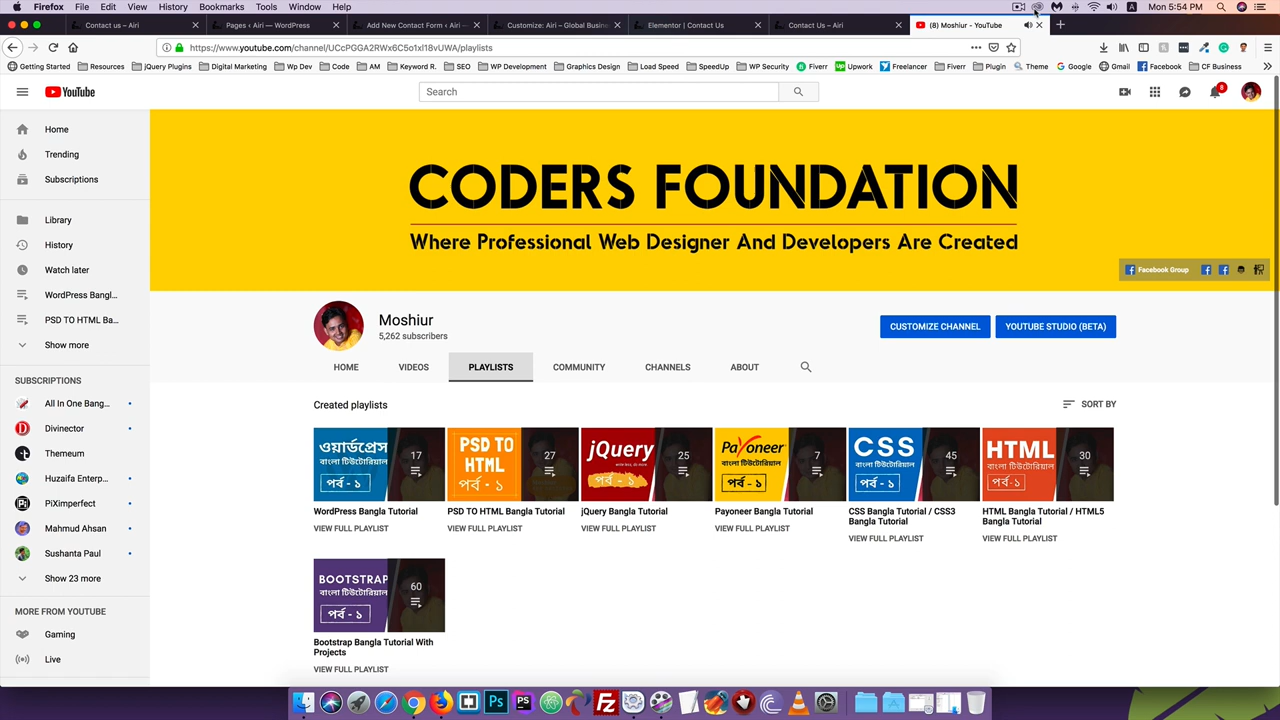 Firefox File Edit View History Bookmarks Tools Window Help Mon 5:54 PM
Contact us – Airi Pages ‹ Airi — WordPress Add New Contact Form ‹ Airi – Customize: Airi – Global Busin Elementor | Contact Us Contact Us – Airi (8) Moshiur - YouTube
https://www.youtube.com/channel/UCcPGGA2RWx6C5o1xl18vUWA/playlists
Getting Started Resources jQuery Plugins Digital Marketing Wp Dev Code Keyword R. AM SEO WP Development Graphics Design Load Speed SpeedUp WP Security Fiverr Upwork Freelancer Fiverr Plugin Theme Google Gmail Facebook CF Business
YouTube Search 8
Home
Trending
Subscriptions
Library
History
Watch later
WordPress Bangl...
PSD TO HTML Ba...
Show more
SUBSCRIPTIONS
All In One Bang...
Divinector
Themeum
Huzaifa Enterp...
PiXimperfect
Mahmud Ahsan
Sushanta Paul
Show 23 more
MORE FROM YOUTUBE
Gaming
Live
CODERS FOUNDATION
Where Professional Web Designer And Developers Are Created
Facebook Group
Moshiur
5,262 subscribers
CUSTOMIZE CHANNEL YOUTUBE STUDIO (BETA)
HOME VIDEOS PLAYLISTS COMMUNITY CHANNELS ABOUT
Created playlists SORT BY
ওয়ার্ডপ্রেস
বাংলা টিউটোরিয়াল
পর্ব - ১
17
PSD TO
HTML
পর্ব - ১
27
jQuery
বাংলা টিউটোরিয়াল
পর্ব - ১
25
Payoneer
বাংলা টিউটোরিয়াল
পর্ব - ১
7
CSS
বাংলা টিউটোরিয়াল
পর্ব - ১
45
HTML
বাংলা টিউটোরিয়াল
পর্ব-১
30
WordPress Bangla Tutorial
VIEW FULL PLAYLIST
PSD TO HTML Bangla Tutorial
VIEW FULL PLAYLIST
jQuery Bangla Tutorial
VIEW FULL PLAYLIST
Payoneer Bangla Tutorial
VIEW FULL PLAYLIST
CSS Bangla Tutorial / CSS3
Bangla Tutorial
VIEW FULL PLAYLIST
HTML Bangla Tutorial / HTML5
Bangla Tutorial
VIEW FULL PLAYLIST
BOOTSTRAP
বাংলা টিউটোরিয়াল
পর্ব - ১
60
Bootstrap Bangla Tutorial With
Projects
VIEW FULL PLAYLIST